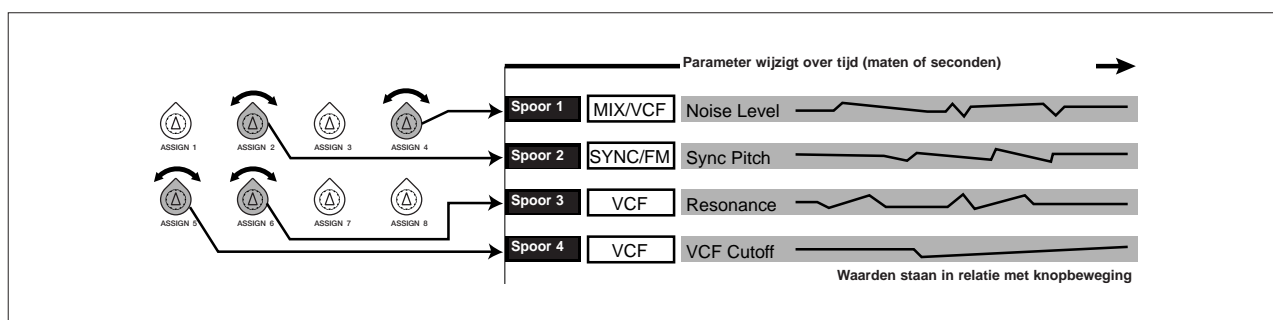 Parameter wijzigt over tijd (maten of seconden)
Spoor 1 MIX/VCF Noise Level
ASSIGN 1 ASSIGN 2 ASSIGN 3 ASSIGN 4
Spoor 2 SYNC/FM Sync Pitch
Spoor 3 VCF Resonance
ASSIGN 5 ASSIGN 6 ASSIGN 7 ASSIGN 8
Spoor 4 VCF VCF Cutoff
Waarden staan in relatie met knopbeweging